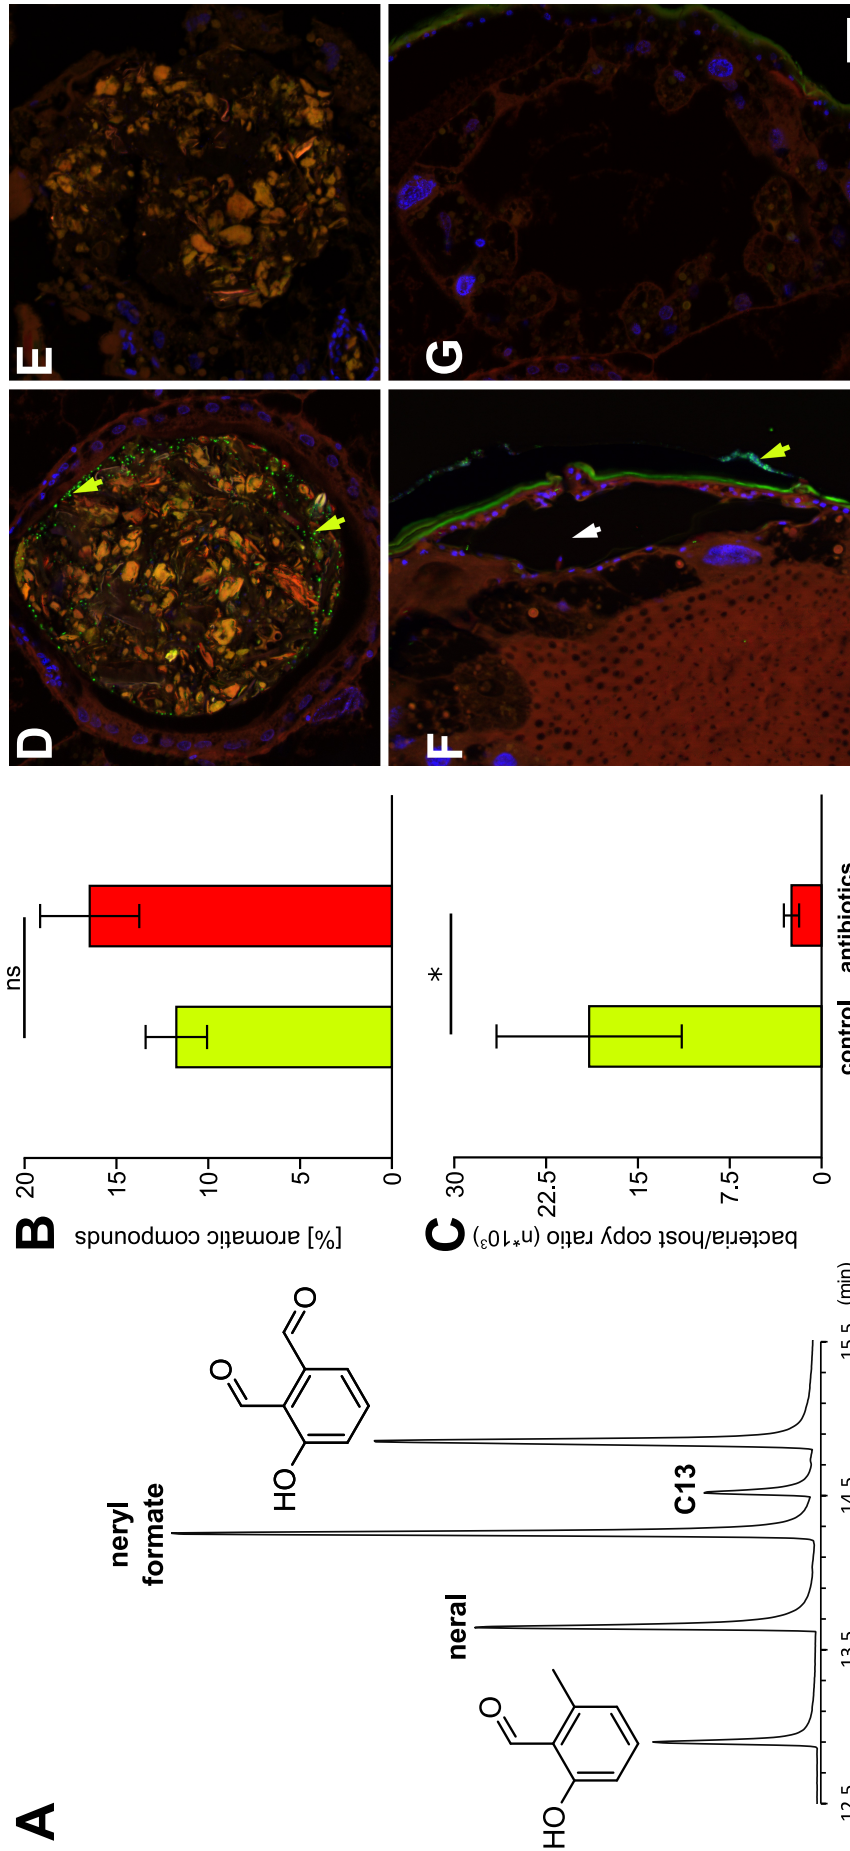 A
HO
O
neral
neryl
formate
C13
HO
O
O
12.5
13.5
14.5
15.5
(min)
B
[%] aromatic compounds
0
5
10
15
20
ns
C
bacteria/host copy ratio (n*10³)
0
7.5
15
22.5
30
*
control
antibiotics
D
E
F
G